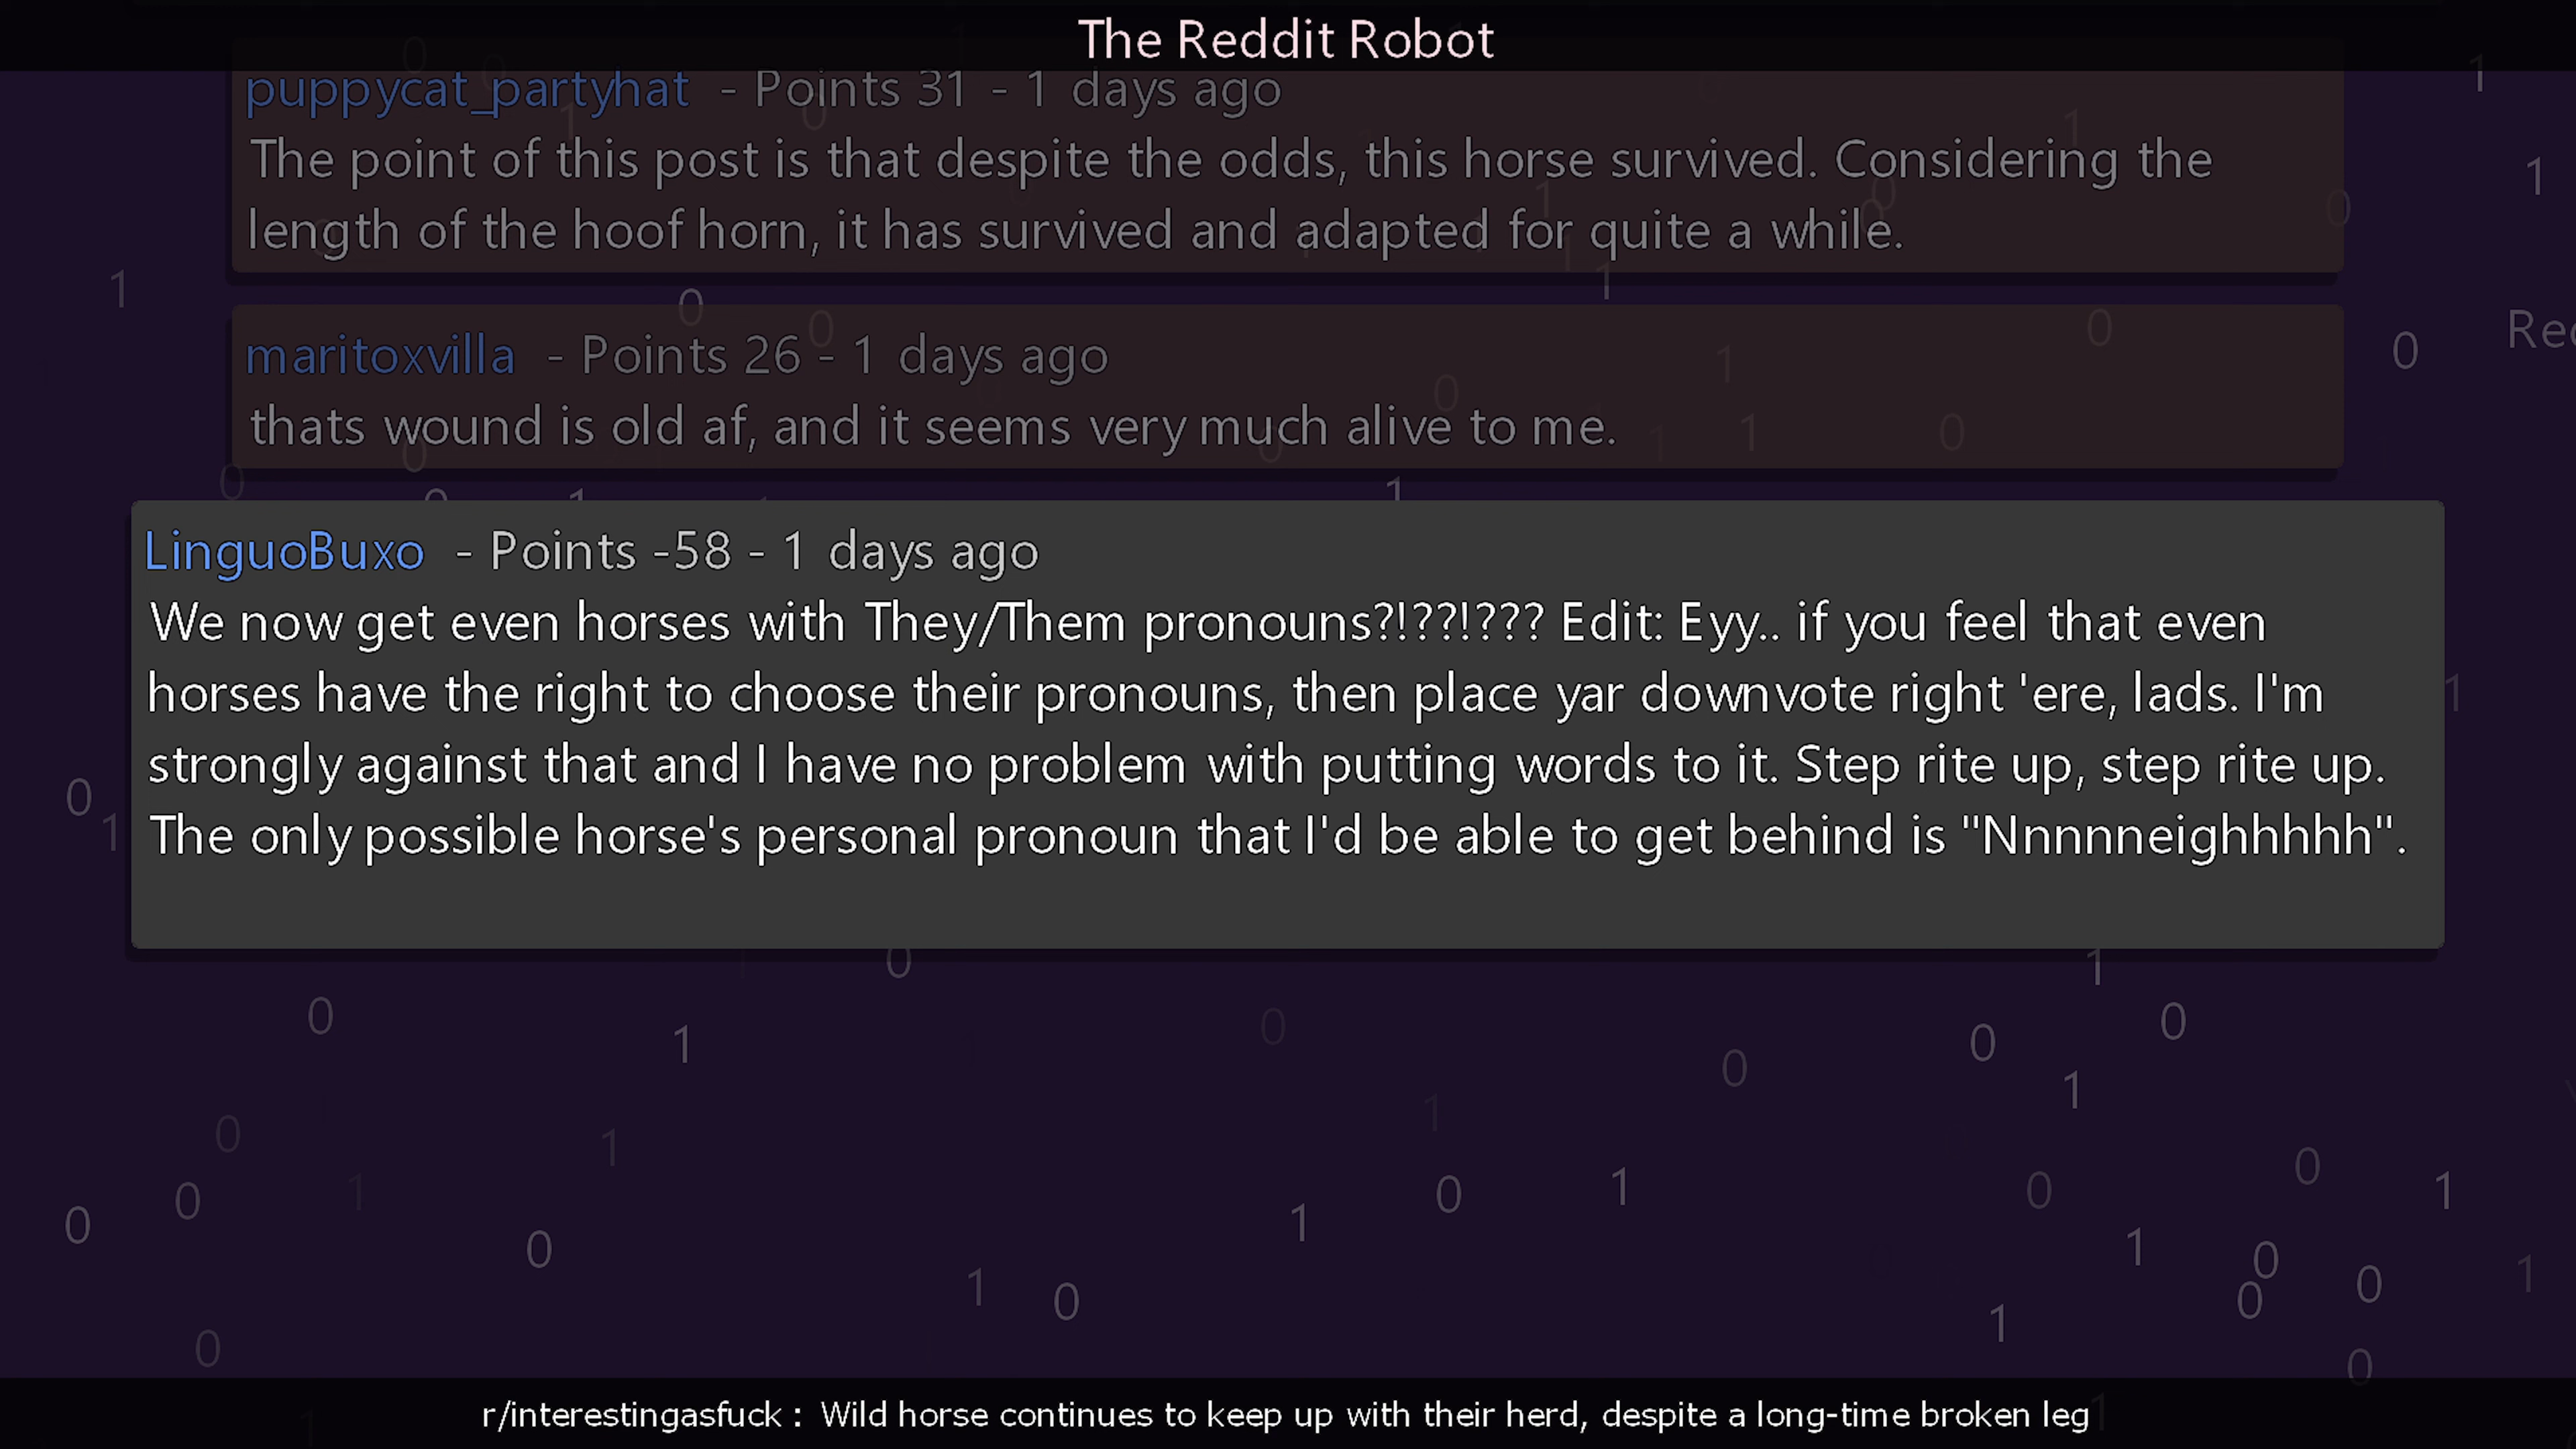 The Reddit Robot
puppycat_partyhat - Points 31 - 1 days ago
The point of this post is that despite the odds, this horse survived. Considering the
length of the hoof horn, it has survived and adapted for quite a while.
maritoxvilla - Points 26 - 1 days ago
thats wound is old af, and it seems very much alive to me.
LinguoBuxo - Points -58 - 1 days ago
We now get even horses with They/Them pronouns?!??!??? Edit: Eyy.. if you feel that even
horses have the right to choose their pronouns, then place yar downvote right 'ere, lads. I'm
strongly against that and I have no problem with putting words to it. Step rite up, step rite up.
The only possible horse's personal pronoun that I'd be able to get behind is "Nnnnneighhhhh".
r/interestingasfuck : Wild horse continues to keep up with their herd, despite a long-time broken leg